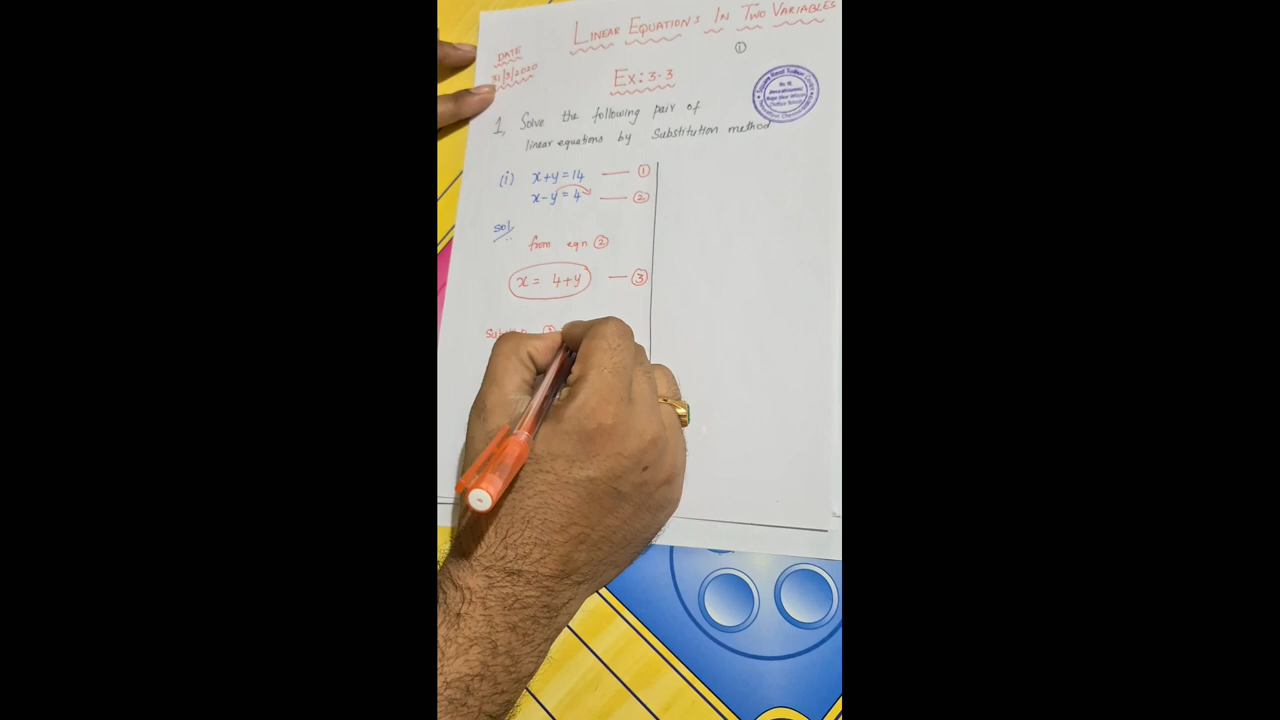 LINEAR EQUATIONS IN TWO VARIABLES
①
DATE
31/3/2020
Ex: 3.3
1, Solve the following pair of
linear equations by Substitution method
(i) x+y=14 —— ①
x-y=4 —— ②
sol
from eqn ②
x = 4+y —— ③